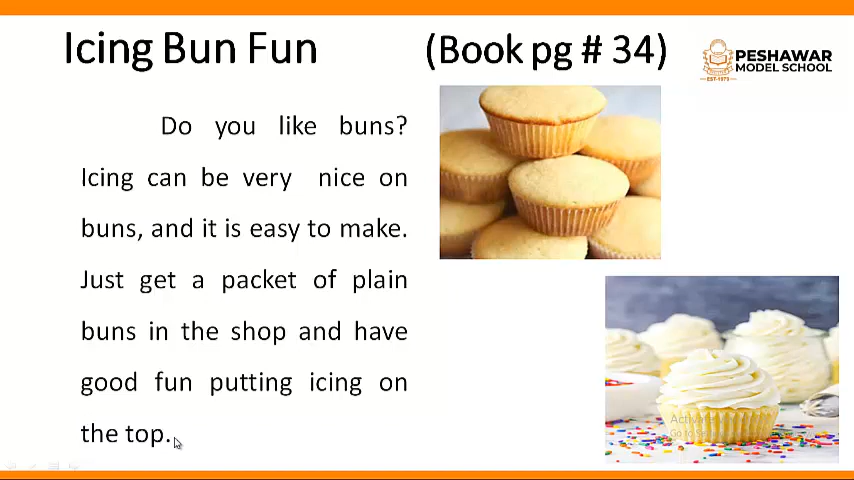 Icing Bun Fun (Book pg # 34)
PESHAWAR
MODEL SCHOOL
EST-1973
Do you like buns?
Icing can be very nice on
buns, and it is easy to make.
Just get a packet of plain
buns in the shop and have
good fun putting icing on
the top.